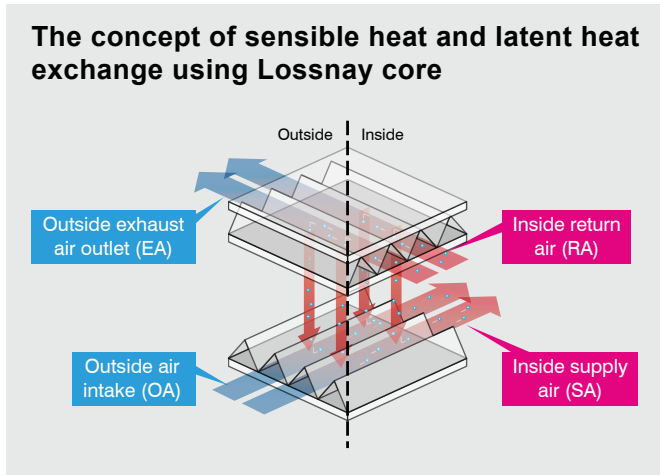 The concept of sensible heat and latent heat
exchange using Lossnay core
Outside
Inside
Outside exhaust
air outlet (EA)
Inside return
air (RA)
Outside air
intake (OA)
Inside supply
air (SA)